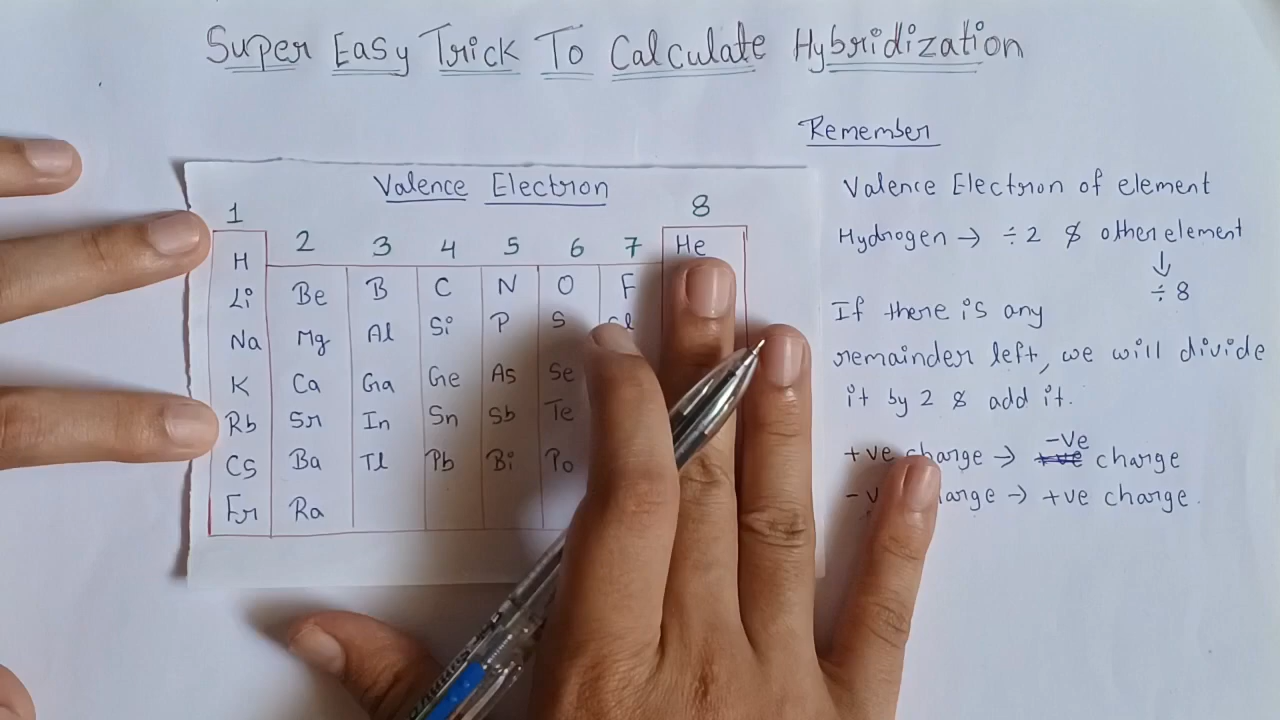 Super Easy Trick To Calculate Hybridization
Remember
Valence Electron
1 2 3 4 5 6 7 8
H He
Li Be B C N O F
Na Mg Al Si P S Cl
K Ca Ga Ge As Se
Rb Sr In Sn Sb Te
Cs Ba Tl Pb Bi Po
Fr Ra
Valence Electron of element
Hydrogen → ÷2 & other element
↓
÷ 8
If there is any
remainder left, we will divide
it by 2 & add it.
+ve charge → -ve charge
charge → +ve charge.